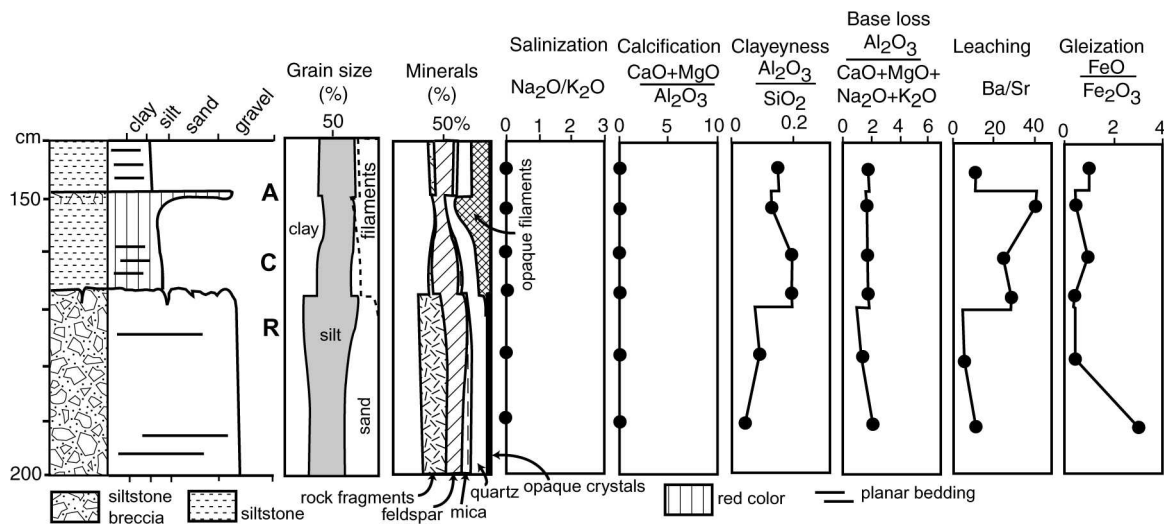 Salinization
Na2O/K2O
Calcification
CaO+MgO
Al2O3
Clayeyness
Al2O3
SiO2
Base loss
Al2O3
CaO+MgO+
Na2O+K2O
Leaching
Ba/Sr
Gleization
FeO
Fe2O3
Grain size
(%)
50
Minerals
(%)
50%
clay
silt
sand
gravel
0 1 2 3
0 5 10
0 0.2
0 2 4 6
0 20 40
0 2 4
cm
150
200
A
C
R
clay
silt
sand
filaments
opaque filaments
rock fragments
feldspar
mica
quartz
opaque crystals
siltstone
breccia
siltstone
red color
planar bedding